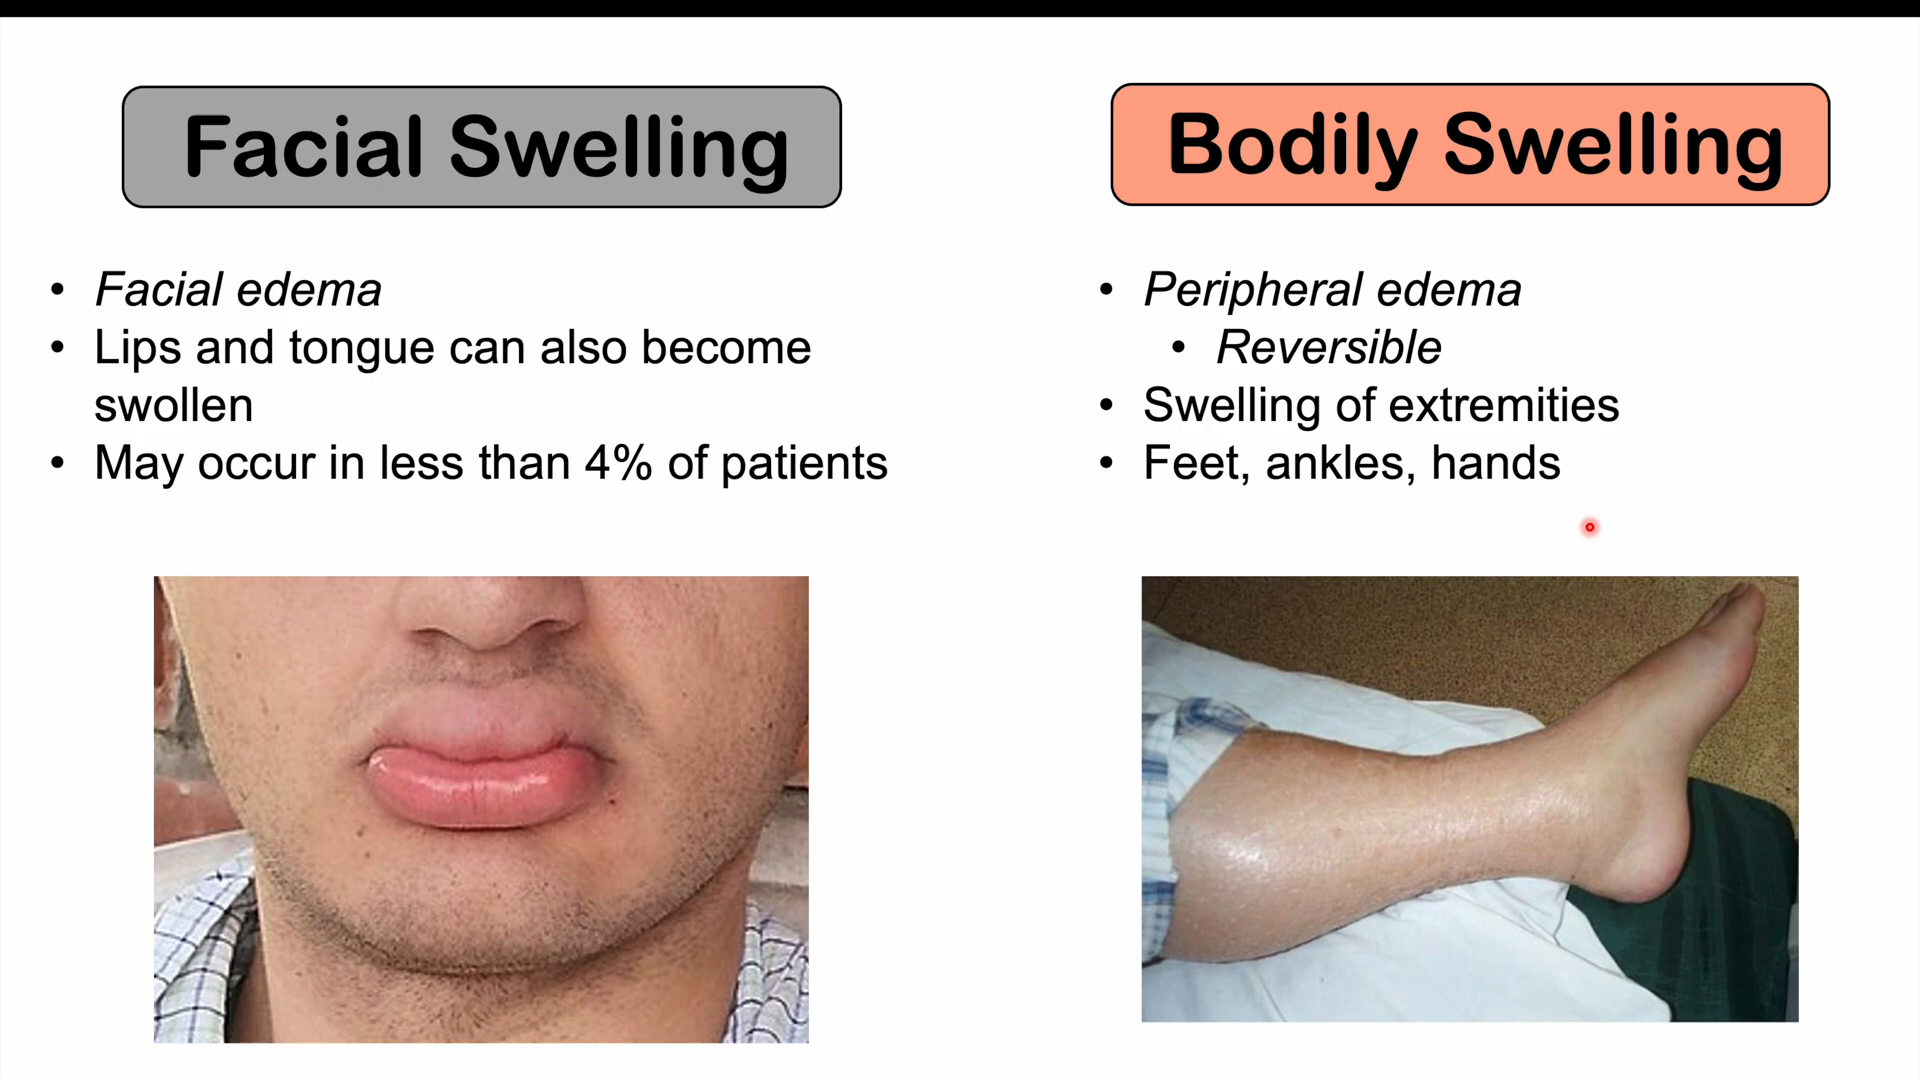 Facial Swelling
• Facial edema
• Lips and tongue can also become
swollen
• May occur in less than 4% of patients
Bodily Swelling
• Peripheral edema
• Reversible
• Swelling of extremities
• Feet, ankles, hands